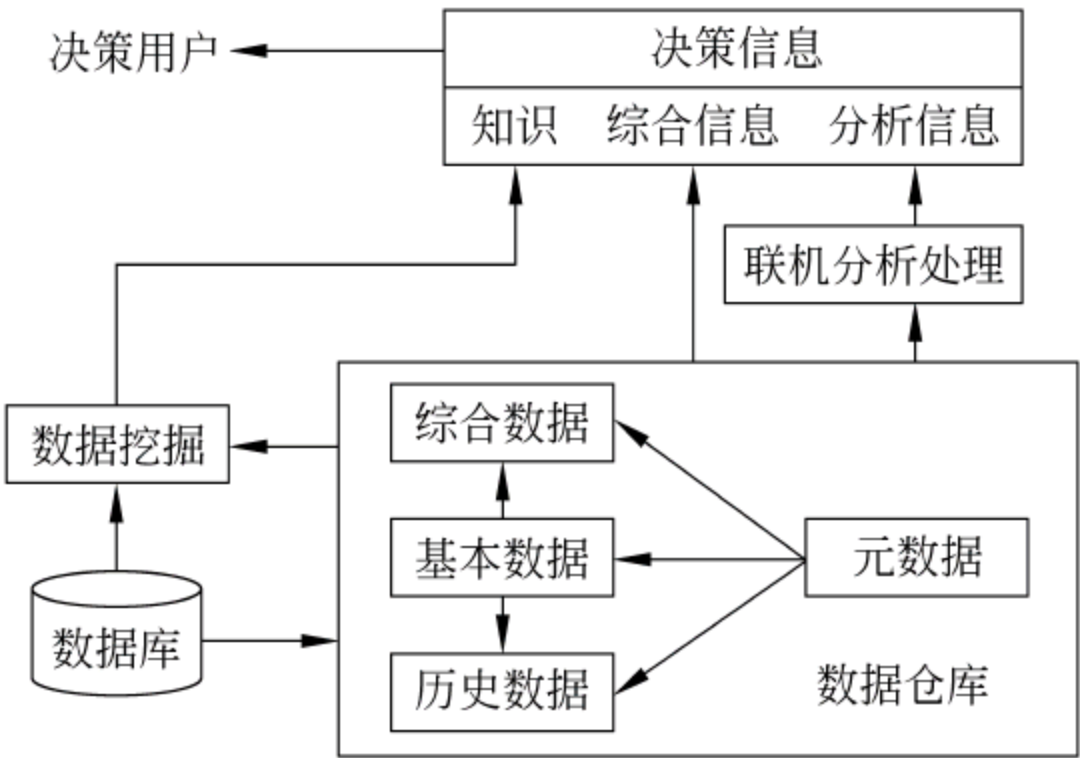 决策用户
决策信息
知识 综合信息 分析信息
联机分析处理
综合数据
数据挖掘
基本数据
元数据
数据库
历史数据
数据仓库